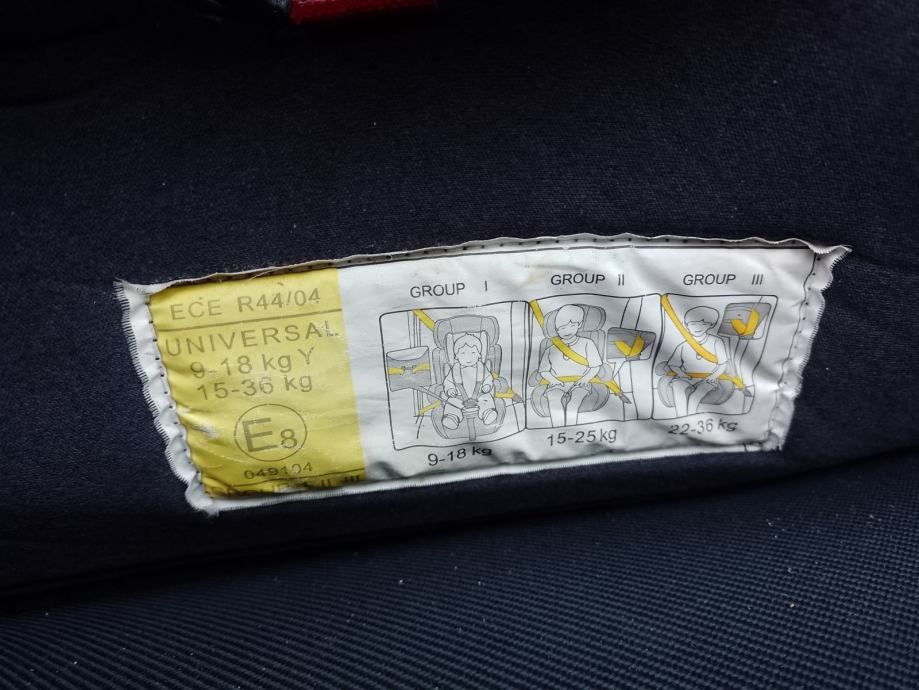 ECE R44/04
UNIVERSAL
9-18 kg Y
15-36 kg
E8
049104
GROUP I
9-18 kg
GROUP II
15-25 kg
GROUP III
22-36 kg